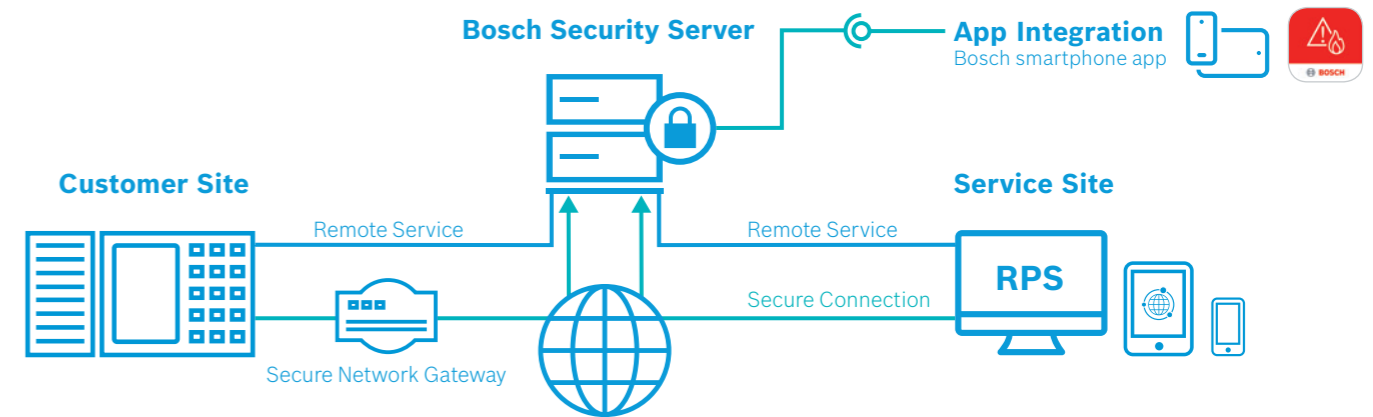 Bosch Security Server
App Integration
Bosch smartphone app
BOSCH
Customer Site
Service Site
Remote Service
Remote Service
RPS
Secure Connection
Secure Network Gateway